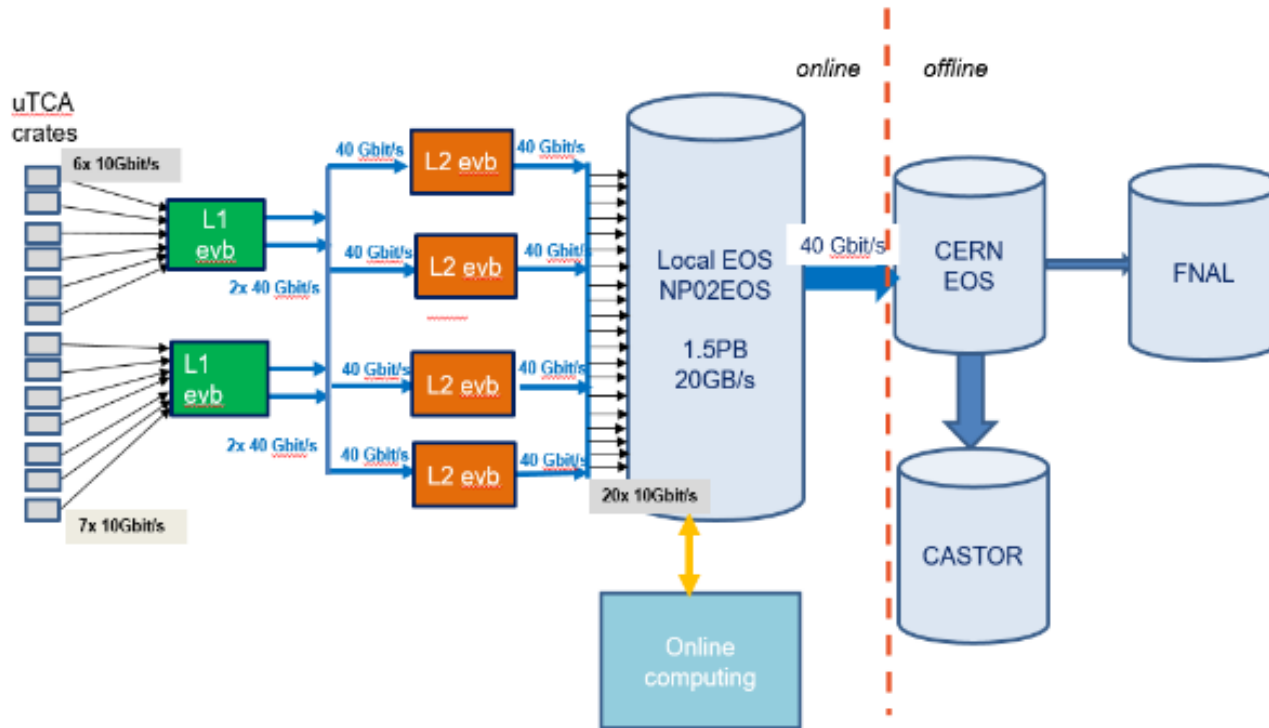 online
offline
uTCA
crates
6x 10Gbit/s
L1
evb
2x 40 Gbit/s
L1
evb
2x 40 Gbit/s
7x 10Gbit/s
40 Gbit/s
L2 evb
40 Gbit/s
40 Gbit/s
L2 evb
40 Gbit/s
40 Gbit/s
L2 evb
40 Gbit/s
40 Gbit/s
L2 evb
40 Gbit/s
20x 10Gbit/s
Local EOS
NP02EOS
1.5PB
20GB/s
40 Gbit/s
CERN
EOS
FNAL
CASTOR
Online
computing